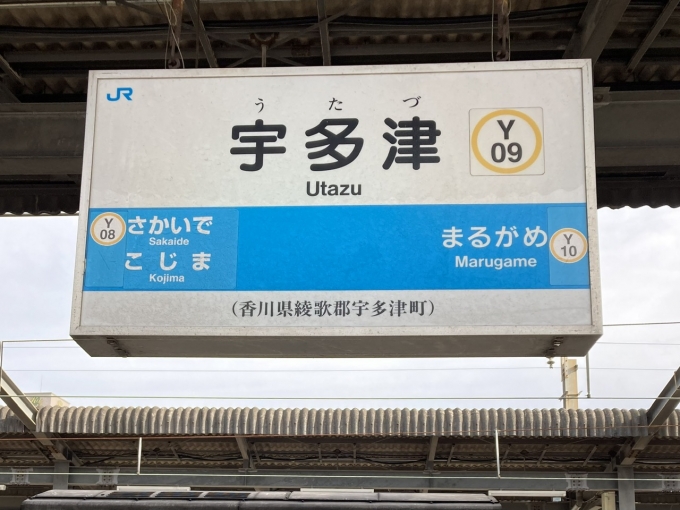 JR
うたづ
宇多津
Utazu
Y
09
Y
08
さかいで
Sakaide
こじま
Kojima
まるがめ
Marugame
Y
10
(香川県綾歌郡宇多津町)